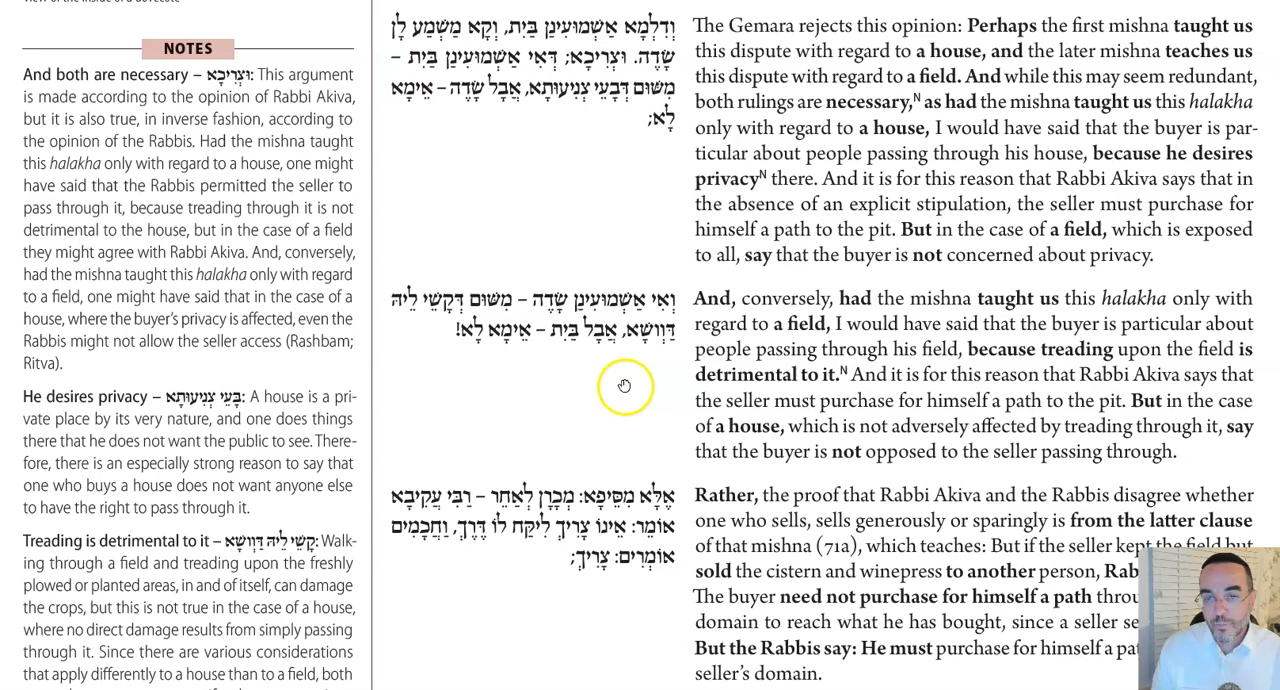 view of the inside of a dovecote
NOTES
And both are necessary – וּצְרִיכָא: This argument
is made according to the opinion of Rabbi Akiva,
but it is also true, in inverse fashion, according to
the opinion of the Rabbis. Had the mishna taught
this halakha only with regard to a house, one might
have said that the Rabbis permitted the seller to
pass through it, because treading through it is not
detrimental to the house, but in the case of a field
they might agree with Rabbi Akiva. And, conversely,
had the mishna taught this halakha only with regard
to a field, one might have said that in the case of a
house, where the buyer's privacy is affected, even the
Rabbis might not allow the seller access (Rashbam;
Ritva).
He desires privacy – בָּעֵי צְנִיעוּתָא: A house is a pri-
vate place by its very nature, and one does things
there that he does not want the public to see. There-
fore, there is an especially strong reason to say that
one who buys a house does not want anyone else
to have the right to pass through it.
Treading is detrimental to it – קָשֵׁי לֵיהּ דַּוְושָׁא: Walk-
ing through a field and treading upon the freshly
plowed or planted areas, in and of itself, can damage
the crops, but this is not true in the case of a house,
where no direct damage results from simply passing
through it. Since there are various considerations
that apply differently to a house than to a field, both
וְדִלְמָא אַשְׁמוּעִינַן בַּיִת, וְקָא מַשְׁמַע לָן
שָׂדֶה. וּצְרִיכָא; דְּאִי אַשְׁמוּעִינַן בַּיִת –
מִשּׁוּם דְּבָעֵי צְנִיעוּתָא, אֲבָל שָׂדֶה – אֵימָא
לָא;
וְאִי אַשְׁמוּעִינַן שָׂדֶה – מִשּׁוּם דְּקָשֵׁי לֵיהּ
דַּוְושָׁא, אֲבָל בַּיִת – אֵימָא לָא!
אֶלָּא מִסֵּיפָא: מְכָרָן לְאַחֵר – רַבִּי עֲקִיבָא
אוֹמֵר: אֵינוֹ צָרִיךְ לִיקַּח לוֹ דֶּרֶךְ, וַחֲכָמִים
אוֹמְרִים: צָרִיךְ;
The Gemara rejects this opinion: Perhaps the first mishna taught us
this dispute with regard to a house, and the later mishna teaches us
this dispute with regard to a field. And while this may seem redundant,
both rulings are necessary,ᴺ as had the mishna taught us this halakha
only with regard to a house, I would have said that the buyer is par-
ticular about people passing through his house, because he desires
privacyᴺ there. And it is for this reason that Rabbi Akiva says that in
the absence of an explicit stipulation, the seller must purchase for
himself a path to the pit. But in the case of a field, which is exposed
to all, say that the buyer is not concerned about privacy.
And, conversely, had the mishna taught us this halakha only with
regard to a field, I would have said that the buyer is particular about
people passing through his field, because treading upon the field is
detrimental to it.ᴺ And it is for this reason that Rabbi Akiva says that
the seller must purchase for himself a path to the pit. But in the case
of a house, which is not adversely affected by treading through it, say
that the buyer is not opposed to the seller passing through.
Rather, the proof that Rabbi Akiva and the Rabbis disagree whether
one who sells, sells generously or sparingly is from the latter clause
of that mishna (71a), which teaches: But if the seller kept the field but
sold the cistern and winepress to another person,
The buyer need not purchase for himself a path
domain to reach what he has bought, since a seller
But the Rabbis say: He must purchase for himself a
seller's domain.